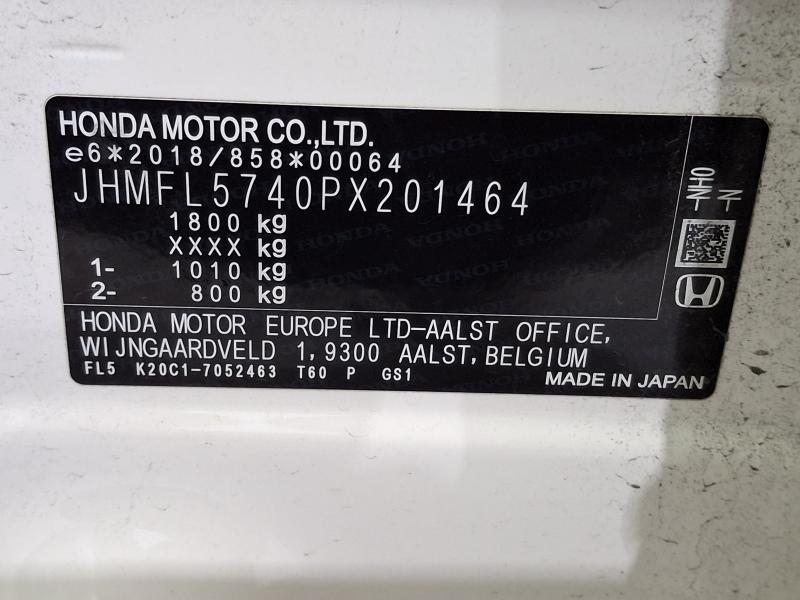 HONDA MOTOR CO.,LTD.
e6*2018/858*00064
JHMFL5740PX201464
1800 kg
XXXX kg
1- 1010 kg
2- 800 kg
HONDA MOTOR EUROPE LTD-AALST OFFICE,
WIJNGAARDVELD 1, 9300 AALST, BELGIUM
FL5 K20C1-7052463 T60 P GS1
MADE IN JAPAN